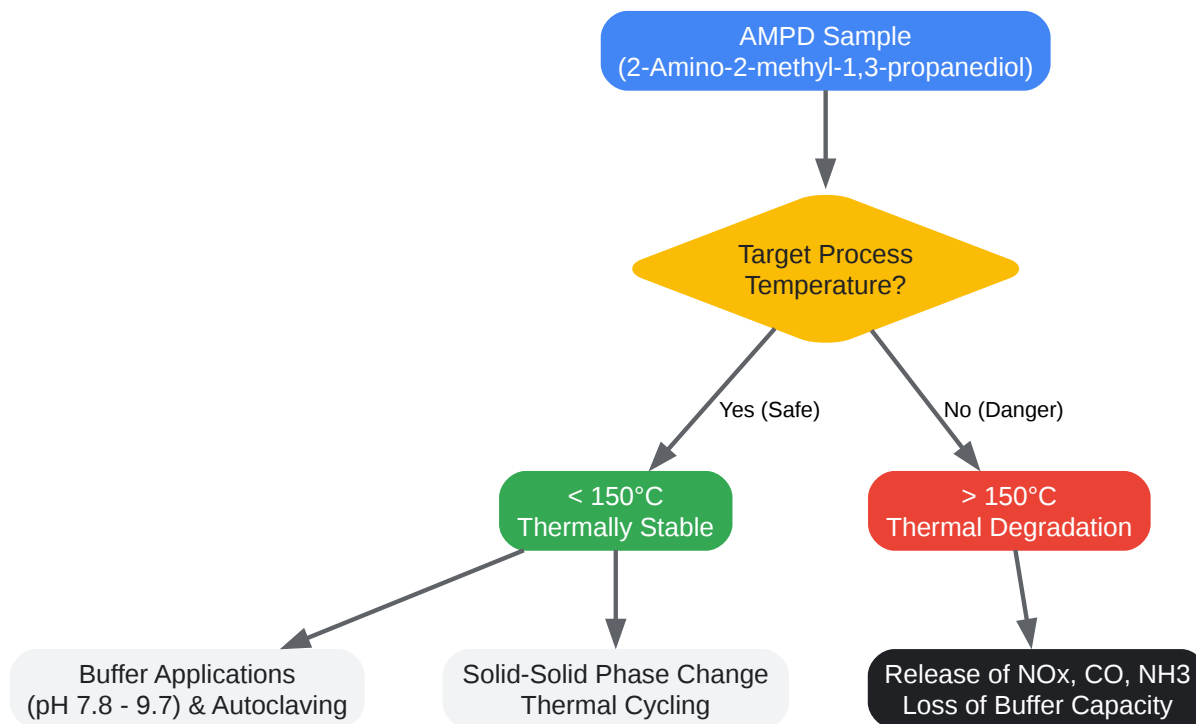 AMPD Sample
(2-Amino-2-methyl-1,3-propanediol)
Target Process
Temperature?
Yes (Safe)
No (Danger)
< 150°C
Thermally Stable
> 150°C
Thermal Degradation
Buffer Applications
(pH 7.8 - 9.7) & Autoclaving
Solid-Solid Phase Change
Thermal Cycling
Release of NOx, CO, NH3
Loss of Buffer Capacity